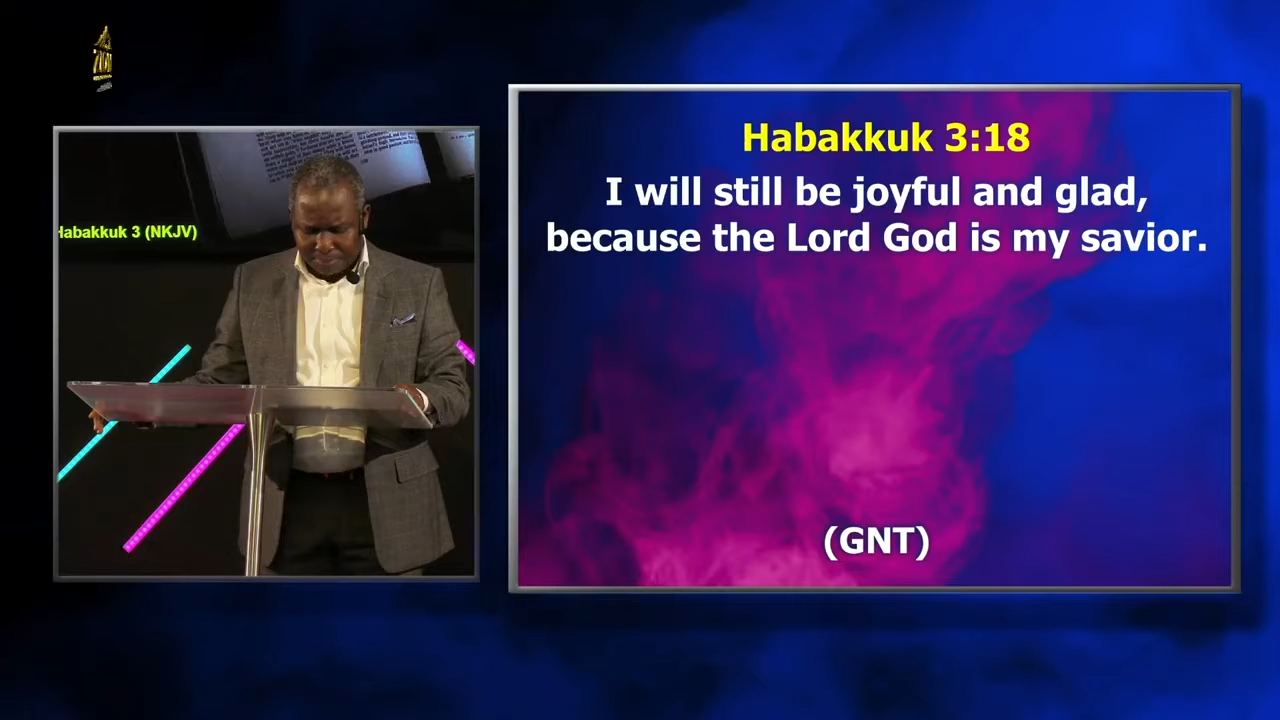 Habakkuk 3 (NKJV)
Habakkuk 3:18
I will still be joyful and glad,
because the Lord God is my savior.
(GNT)